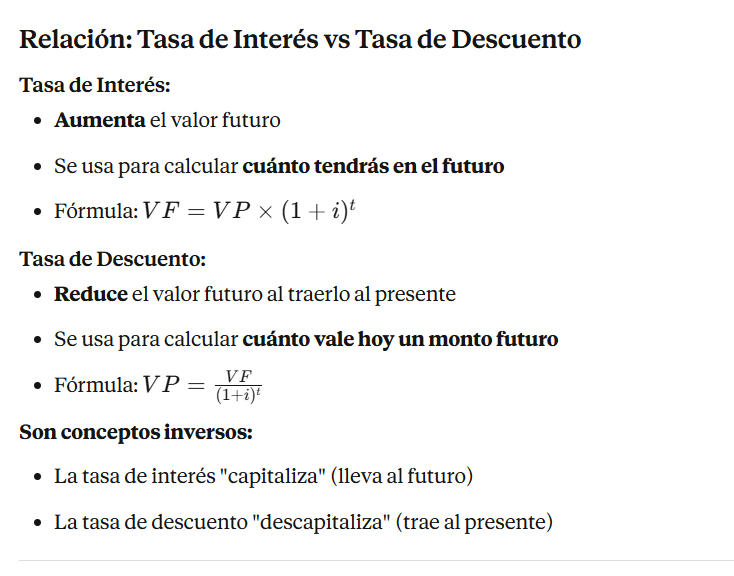 Relación: Tasa de Interés vs Tasa de Descuento
Tasa de Interés:
• Aumenta el valor futuro
• Se usa para calcular cuánto tendrás en el futuro
• Fórmula: VF = VP × (1 + i)^t
Tasa de Descuento:
• Reduce el valor futuro al traerlo al presente
• Se usa para calcular cuánto vale hoy un monto futuro
• Fórmula: VP = VF/(1+i)^t
Son conceptos inversos:
• La tasa de interés "capitaliza" (lleva al futuro)
• La tasa de descuento "descapitaliza" (trae al presente)